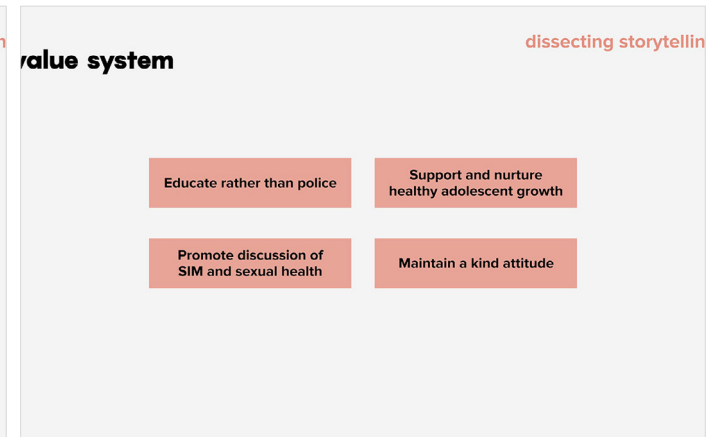 dissecting storytellin
value system
Educate rather than police
Support and nurture
healthy adolescent growth
Promote discussion of
SIM and sexual health
Maintain a kind attitude